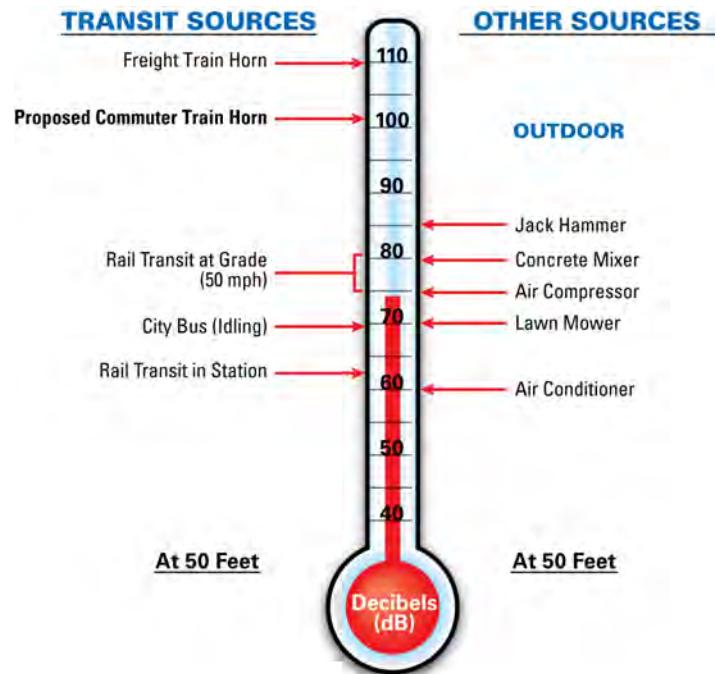 TRANSIT SOURCES
OTHER SOURCES
Freight Train Horn
110
Proposed Commuter Train Horn
100
OUTDOOR
90
Jack Hammer
Rail Transit at Grade
(50 mph)
80
Concrete Mixer
Air Compressor
City Bus (Idling)
70
Lawn Mower
Rail Transit in Station
60
Air Conditioner
50
40
At 50 Feet
At 50 Feet
Decibels
(dB)